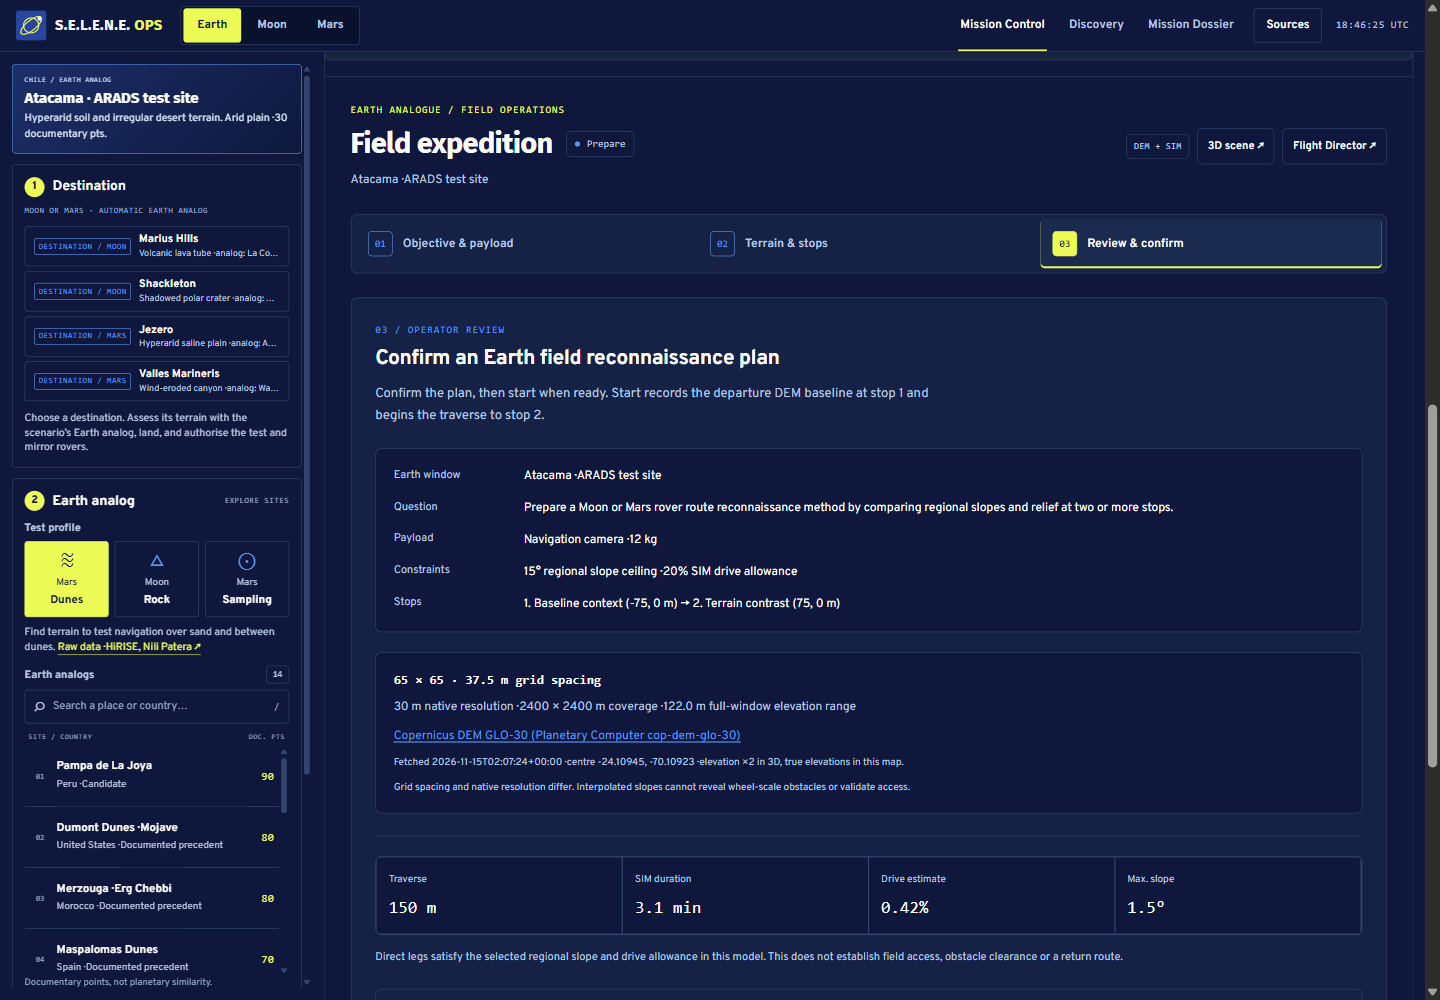 S.E.L.E.N.E. OPS
Earth
Moon
Mars
Mission Control
Discovery
Mission Dossier
Sources
18:46:25 UTC
CHILE / EARTH ANALOG
Atacama · ARADS test site
Hyperarid soil and irregular desert terrain. Arid plain ·30
documentary pts.
1
Destination
MOON OR MARS · AUTOMATIC EARTH ANALOG
DESTINATION / MOON
Marius Hills
Volcanic lava tube ·analog: La Co...
DESTINATION / MOON
Shackleton
Shadowed polar crater ·analog: ...
DESTINATION / MARS
Jezero
Hyperarid saline plain ·analog: A...
DESTINATION / MARS
Valles Marineris
Wind-eroded canyon ·analog: Wa...
Choose a destination. Assess its terrain with the
scenario's Earth analog, land, and authorise the test and
mirror rovers.
2
Earth analog
EXPLORE SITES
Test profile
Mars
Dunes
Moon
Rock
Mars
Sampling
Find terrain to test navigation over sand and between
dunes. Raw data ·HiRISE, Nili Patera ↗
Earth analogs
14
Search a place or country...
/
SITE / COUNTRY
DOC. PTS
01
Pampa de La Joya
Peru ·Candidate
90
02
Dumont Dunes ·Mojave
United States ·Documented precedent
80
03
Merzouga ·Erg Chebbi
Morocco ·Documented precedent
80
04
Maspalomas Dunes
Spain ·Documented precedent
70
Documentary points, not planetary similarity.
EARTH ANALOGUE / FIELD OPERATIONS
Field expedition
Prepare
Atacama ·ARADS test site
DEM + SIM
3D scene ↗
Flight Director ↗
01
Objective & payload
02
Terrain & stops
03
Review & confirm
03 / OPERATOR REVIEW
Confirm an Earth field reconnaissance plan
Confirm the plan, then start when ready. Start records the departure DEM baseline at stop 1 and
begins the traverse to stop 2.
Earth window
Atacama ·ARADS test site
Question
Prepare a Moon or Mars rover route reconnaissance method by comparing regional slopes and relief at two or more stops.
Payload
Navigation camera ·12 kg
Constraints
15° regional slope ceiling ·20% SIM drive allowance
Stops
1. Baseline context (-75, 0 m) → 2. Terrain contrast (75, 0 m)
65 × 65 · 37.5 m grid spacing
30 m native resolution ·2400 × 2400 m coverage ·122.0 m full-window elevation range
Copernicus DEM GLO-30 (Planetary Computer cop-dem-glo-30)
Fetched 2026-11-15T02:07:24+00:00 ·centre -24.10945, -70.10923 ·elevation ×2 in 3D, true elevations in this map.
Grid spacing and native resolution differ. Interpolated slopes cannot reveal wheel-scale obstacles or validate access.
Traverse
150 m
SIM duration
3.1 min
Drive estimate
0.42%
Max. slope
1.5°
Direct legs satisfy the selected regional slope and drive allowance in this model. This does not establish field access, obstacle clearance or a return route.